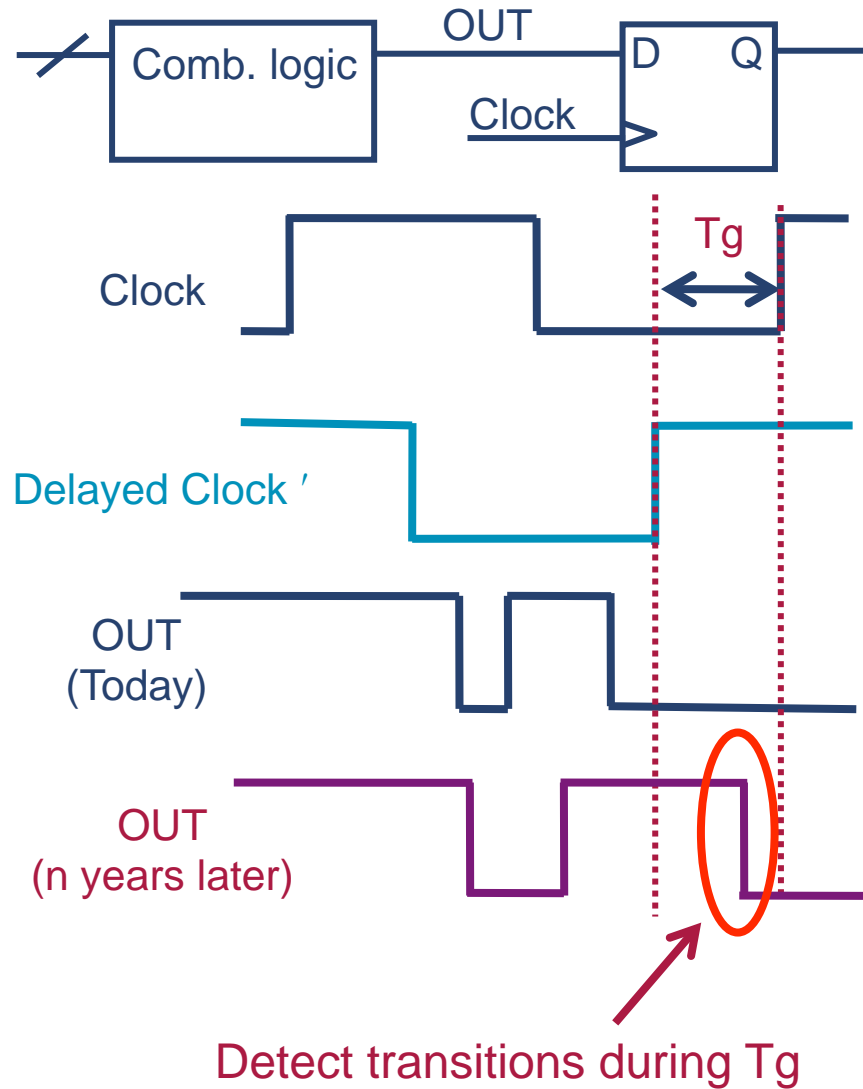 OUT
Comb. logic
D Q
Clock
Tg
Clock
Delayed Clock ′
OUT
(Today)
OUT
(n years later)
Detect transitions during Tg